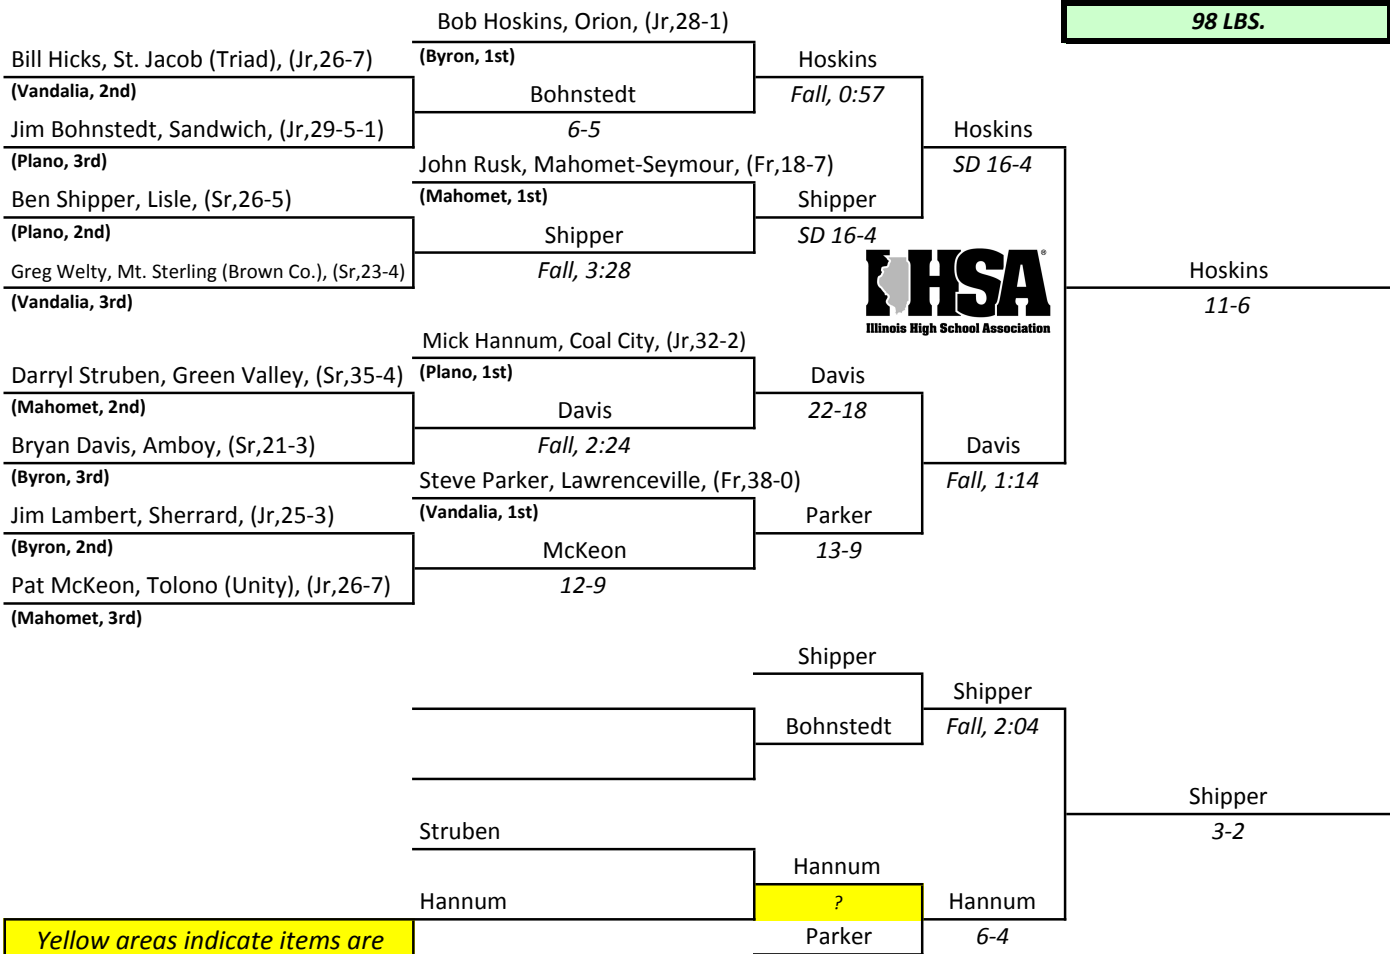 Bob Hoskins, Orion, (Jr,28-1)
98 LBS.
Bill Hicks, St. Jacob (Triad), (Jr,26-7)
(Byron, 1st)
Hoskins
(Vandalia, 2nd)
Bohnstedt
Fall, 0:57
Jim Bohnstedt, Sandwich, (Jr,29-5-1)
6-5
Hoskins
(Plano, 3rd)
John Rusk, Mahomet-Seymour, (Fr,18-7)
SD 16-4
Ben Shipper, Lisle, (Sr,26-5)
(Mahomet, 1st)
Shipper
(Plano, 2nd)
Shipper
SD 16-4
Greg Welty, Mt. Sterling (Brown Co.), (Sr,23-4)
Fall, 3:28
IHSA®
Illinois High School Association
Hoskins
(Vandalia, 3rd)
11-6
Mick Hannum, Coal City, (Jr,32-2)
Darryl Struben, Green Valley, (Sr,35-4)
(Plano, 1st)
Davis
(Mahomet, 2nd)
Davis
22-18
Bryan Davis, Amboy, (Sr,21-3)
Fall, 2:24
Davis
(Byron, 3rd)
Steve Parker, Lawrenceville, (Fr,38-0)
Fall, 1:14
Jim Lambert, Sherrard, (Jr,25-3)
(Vandalia, 1st)
Parker
(Byron, 2nd)
McKeon
13-9
Pat McKeon, Tolono (Unity), (Jr,26-7)
12-9
(Mahomet, 3rd)
Shipper
Shipper
Bohnstedt
Fall, 2:04
Shipper
Struben
3-2
Hannum
Hannum
?
Hannum
Yellow areas indicate items are
Parker
6-4